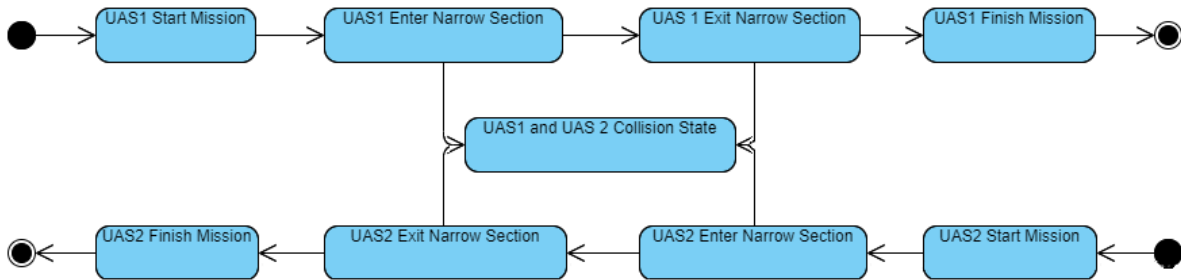 UAS1 Start Mission
UAS1 Enter Narrow Section
UAS 1 Exit Narrow Section
UAS1 Finish Mission
UAS1 and UAS 2 Collision State
UAS2 Finish Mission
UAS2 Exit Narrow Section
UAS2 Enter Narrow Section
UAS2 Start Mission